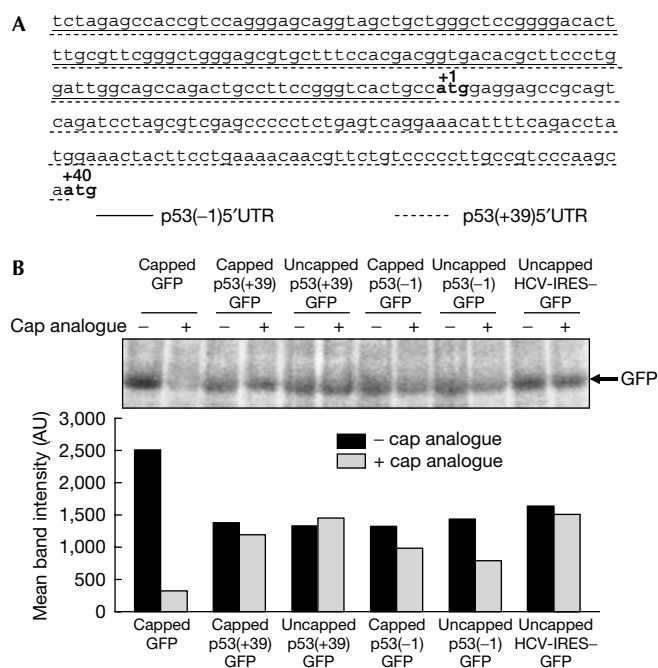 A
tctagagccaccgtccagggagcaggtagctgctgggctccggggacact
ttgcgttcgggctgggagcgtgctttccacgacggtgacacgcttccctg
+1
gattggcagccagactgccttccgggtcactgccatggaggagccgcagt
cagatcctagcgtcgagccccctctgagtcaggaaacattttcagaccta
tggaaactacttcctgaaaacaacgttctgtcccccttgccgtcccaagc
+40
aatg
p53(−1)5′UTR p53(+39)5′UTR
B
Capped Capped Uncapped Capped Uncapped Uncapped
GFP p53(+39) p53(+39) p53(−1) p53(−1) HCV-IRES–
GFP GFP GFP GFP GFP
Cap analogue − + − + − + − + − + − +
GFP
Mean band intensity (AU)
3,000
2,500
2,000
1,500
1,000
500
0
− cap analogue
+ cap analogue
Capped Capped Uncapped Capped Uncapped Uncapped
GFP p53(+39) p53(+39) p53(−1) p53(−1) HCV-IRES–
GFP GFP GFP GFP GFP